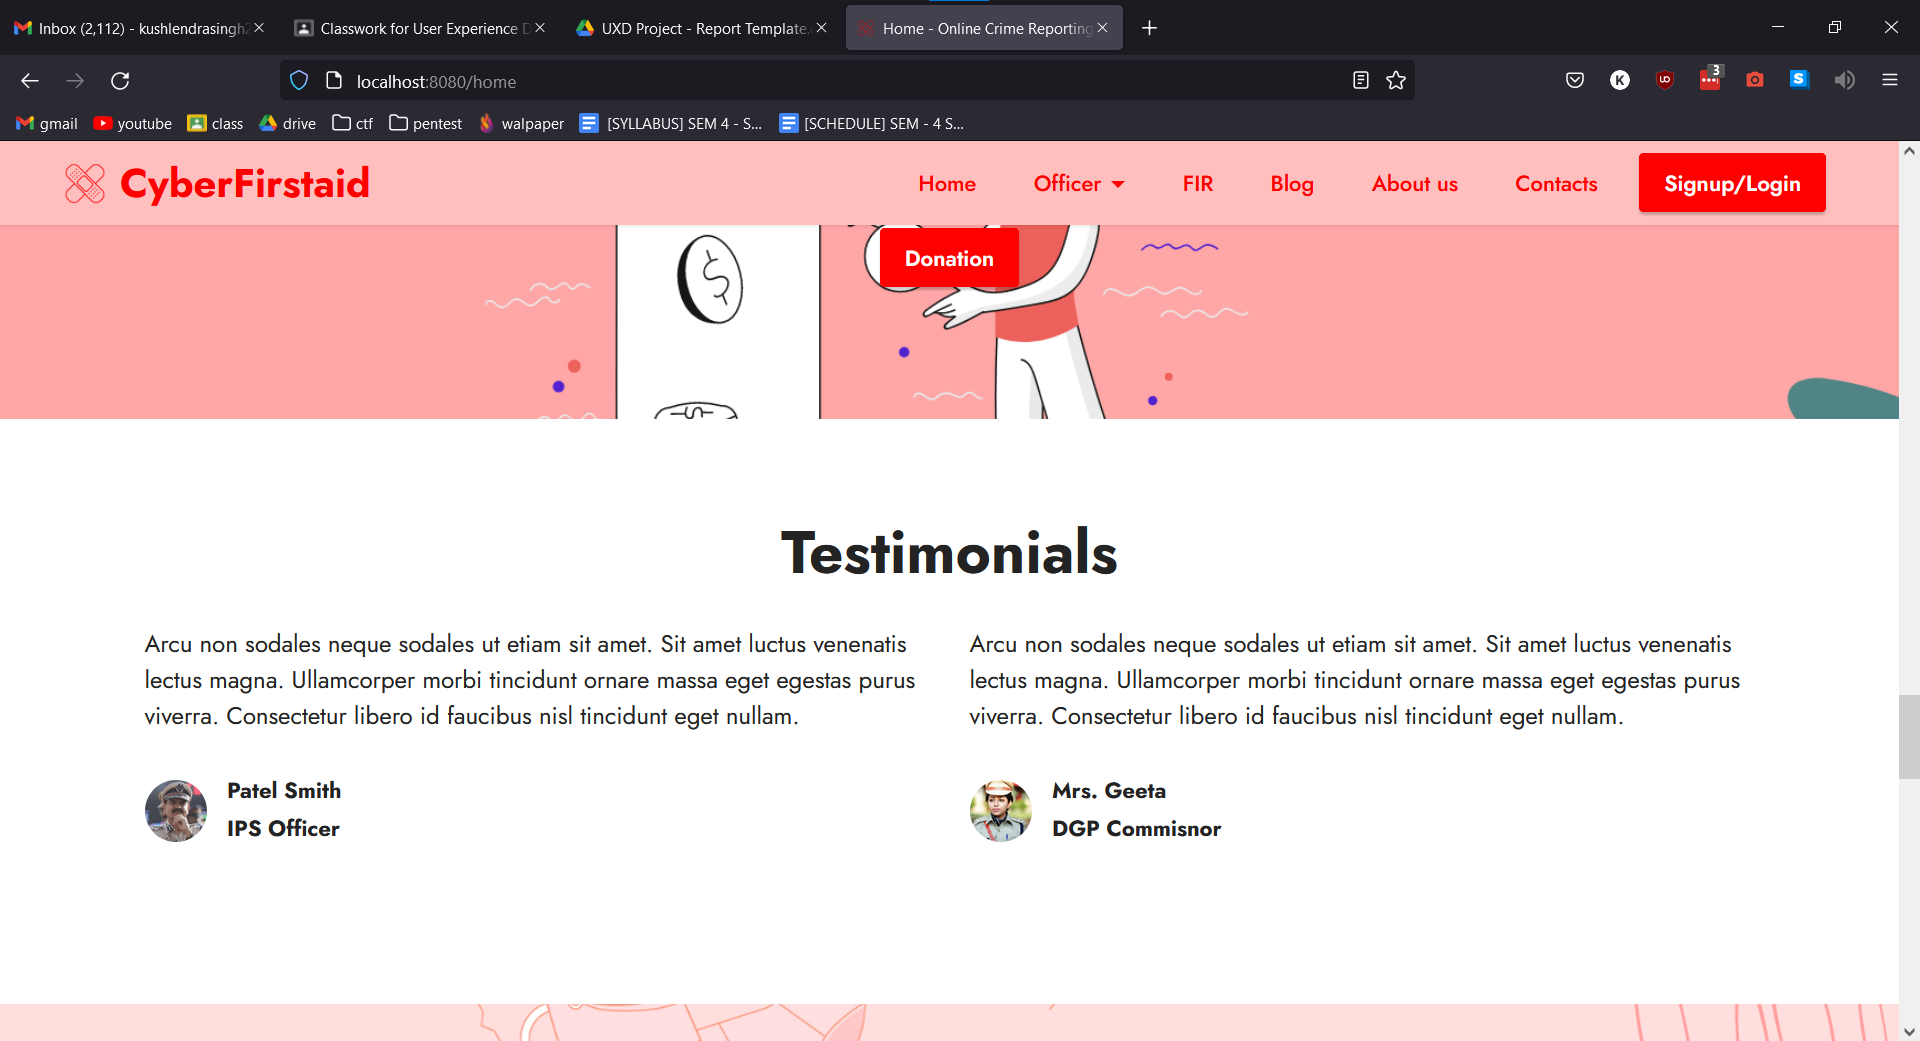 Inbox (2,112) - kushlendrasingh2
Classwork for User Experience D
UXD Project - Report Template.
Home - Online Crime Reporting
localhost:8080/home
3
gmail
youtube
class
drive
ctf
pentest
walpaper
[SYLLABUS] SEM 4 - S...
[SCHEDULE] SEM - 4 S...
CyberFirstaid
Home
Officer
FIR
Blog
About us
Contacts
Signup/Login
Donation
Testimonials
Arcu non sodales neque sodales ut etiam sit amet. Sit amet luctus venenatis
lectus magna. Ullamcorper morbi tincidunt ornare massa eget egestas purus
viverra. Consectetur libero id faucibus nisl tincidunt eget nullam.
Patel Smith
IPS Officer
Arcu non sodales neque sodales ut etiam sit amet. Sit amet luctus venenatis
lectus magna. Ullamcorper morbi tincidunt ornare massa eget egestas purus
viverra. Consectetur libero id faucibus nisl tincidunt eget nullam.
Mrs. Geeta
DGP Commisnor